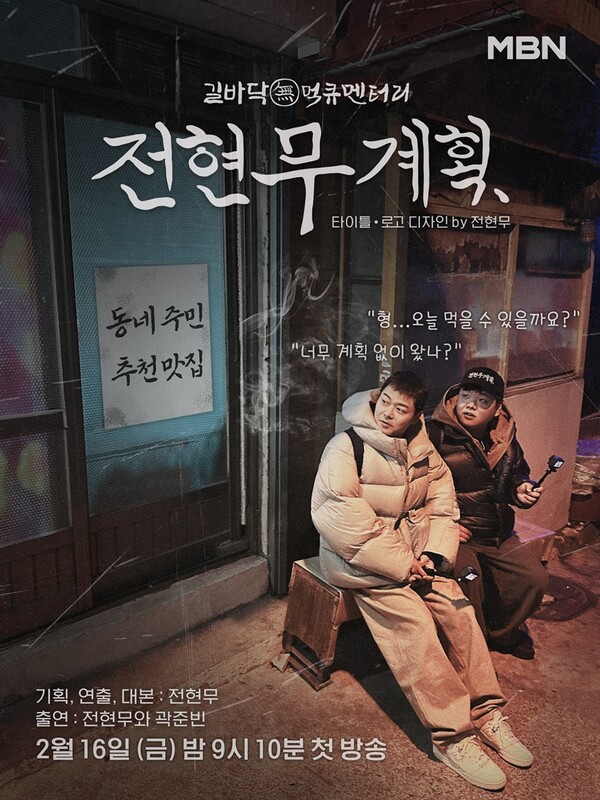 MBN
길바닥 無 먹큐멘터리
전현무계획
타이틀·로고 디자인 by 전현무
동네 주민
추천 맛집
"형...오늘 먹을 수 있을까요?"
"너무 계획 없이 왔나?"
전현무계획
기획, 연출, 대본 : 전현무
출연 : 전현무와 곽준빈
2월 16일 (금) 밤 9시 10분 첫 방송